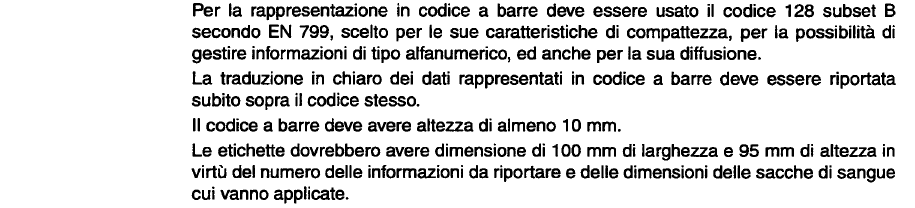 Per la rappresentazione in codice a barre deve essere usato il codice 128 subset B
secondo EN 799, scelto per le sue caratteristiche di compattezza, per la possibilità di
gestire informazioni di tipo alfanumerico, ed anche per la sua diffusione.
La traduzione in chiaro dei dati rappresentati in codice a barre deve essere riportata
subito sopra il codice stesso.
Il codice a barre deve avere altezza di almeno 10 mm.
Le etichette dovrebbero avere dimensione di 100 mm di larghezza e 95 mm di altezza in
virtù del numero delle informazioni da riportare e delle dimensioni delle sacche di sangue
cui vanno applicate.